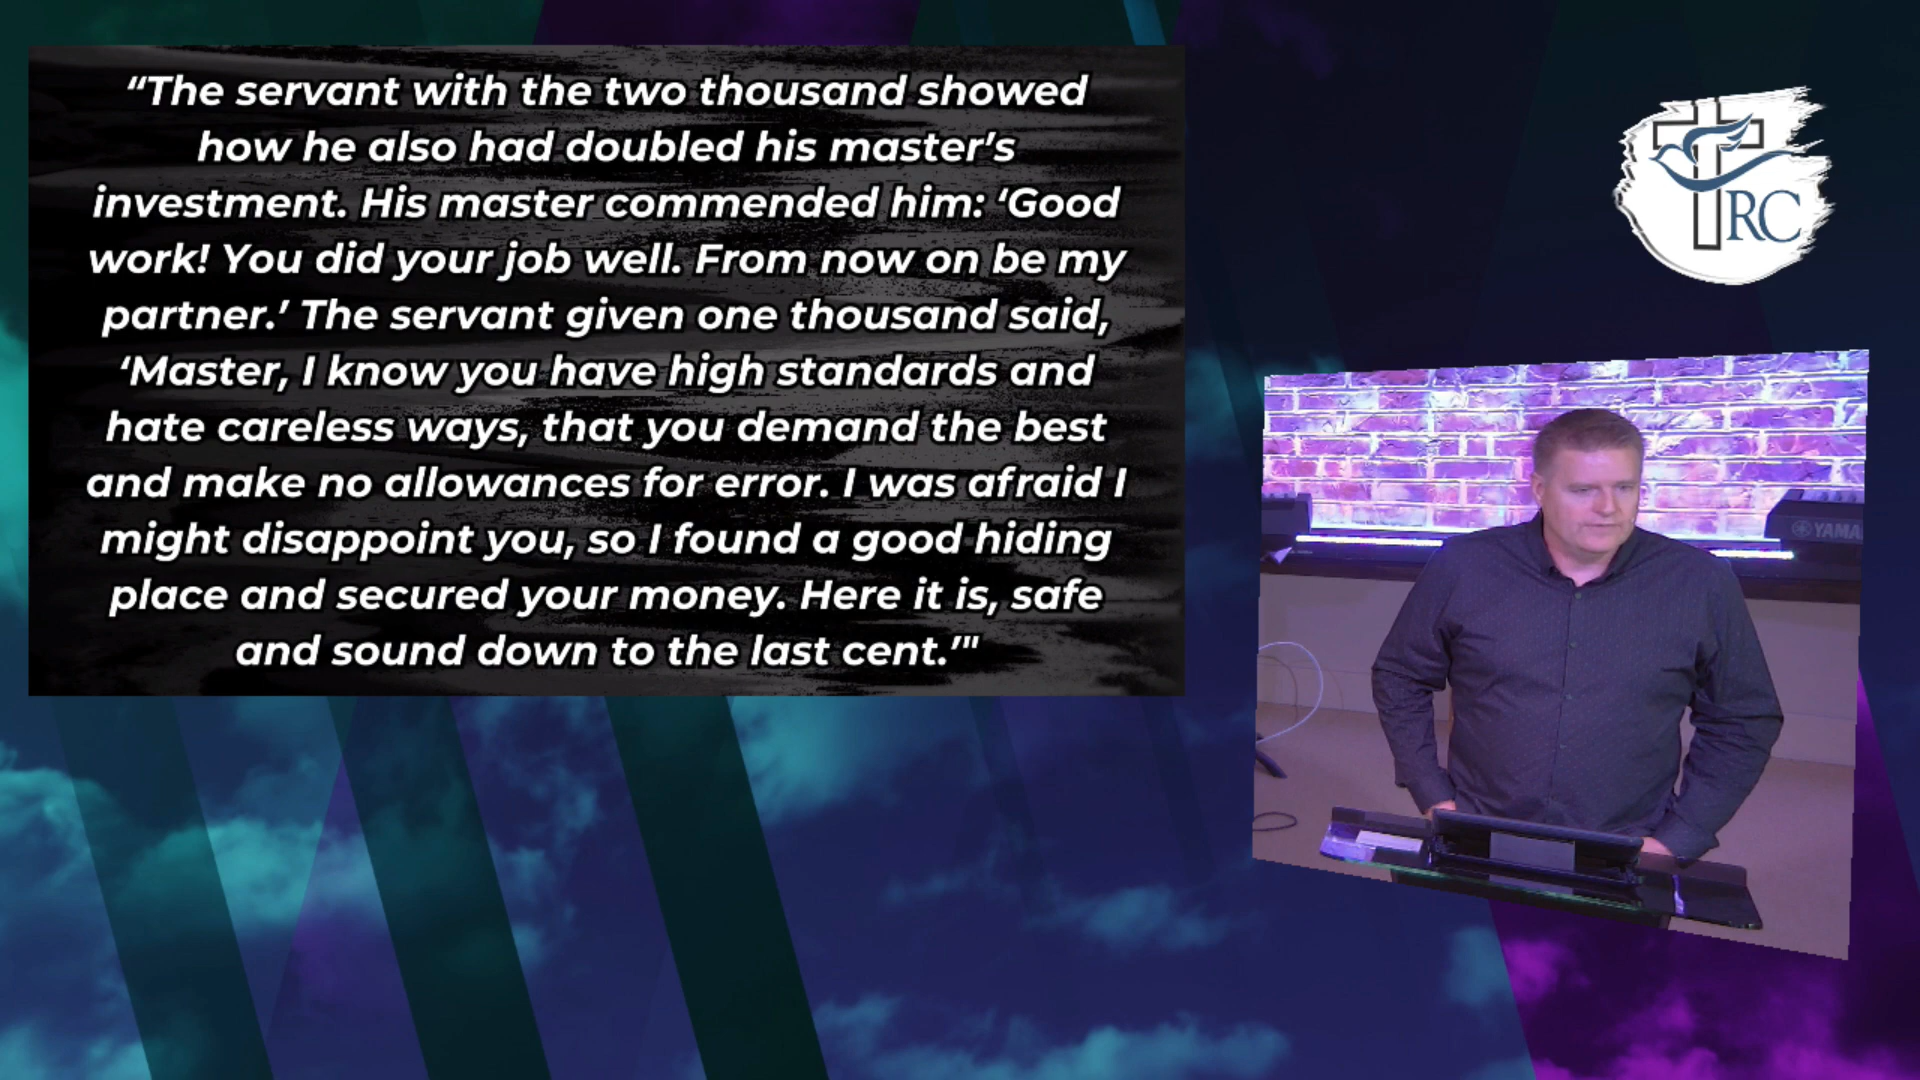 “The servant with the two thousand showed
how he also had doubled his master’s
investment. His master commended him: ‘Good
work! You did your job well. From now on be my
partner.’ The servant given one thousand said,
‘Master, I know you have high standards and
hate careless ways, that you demand the best
and make no allowances for error. I was afraid I
might disappoint you, so I found a good hiding
place and secured your money. Here it is, safe
and sound down to the last cent.’"
RC
YAMA